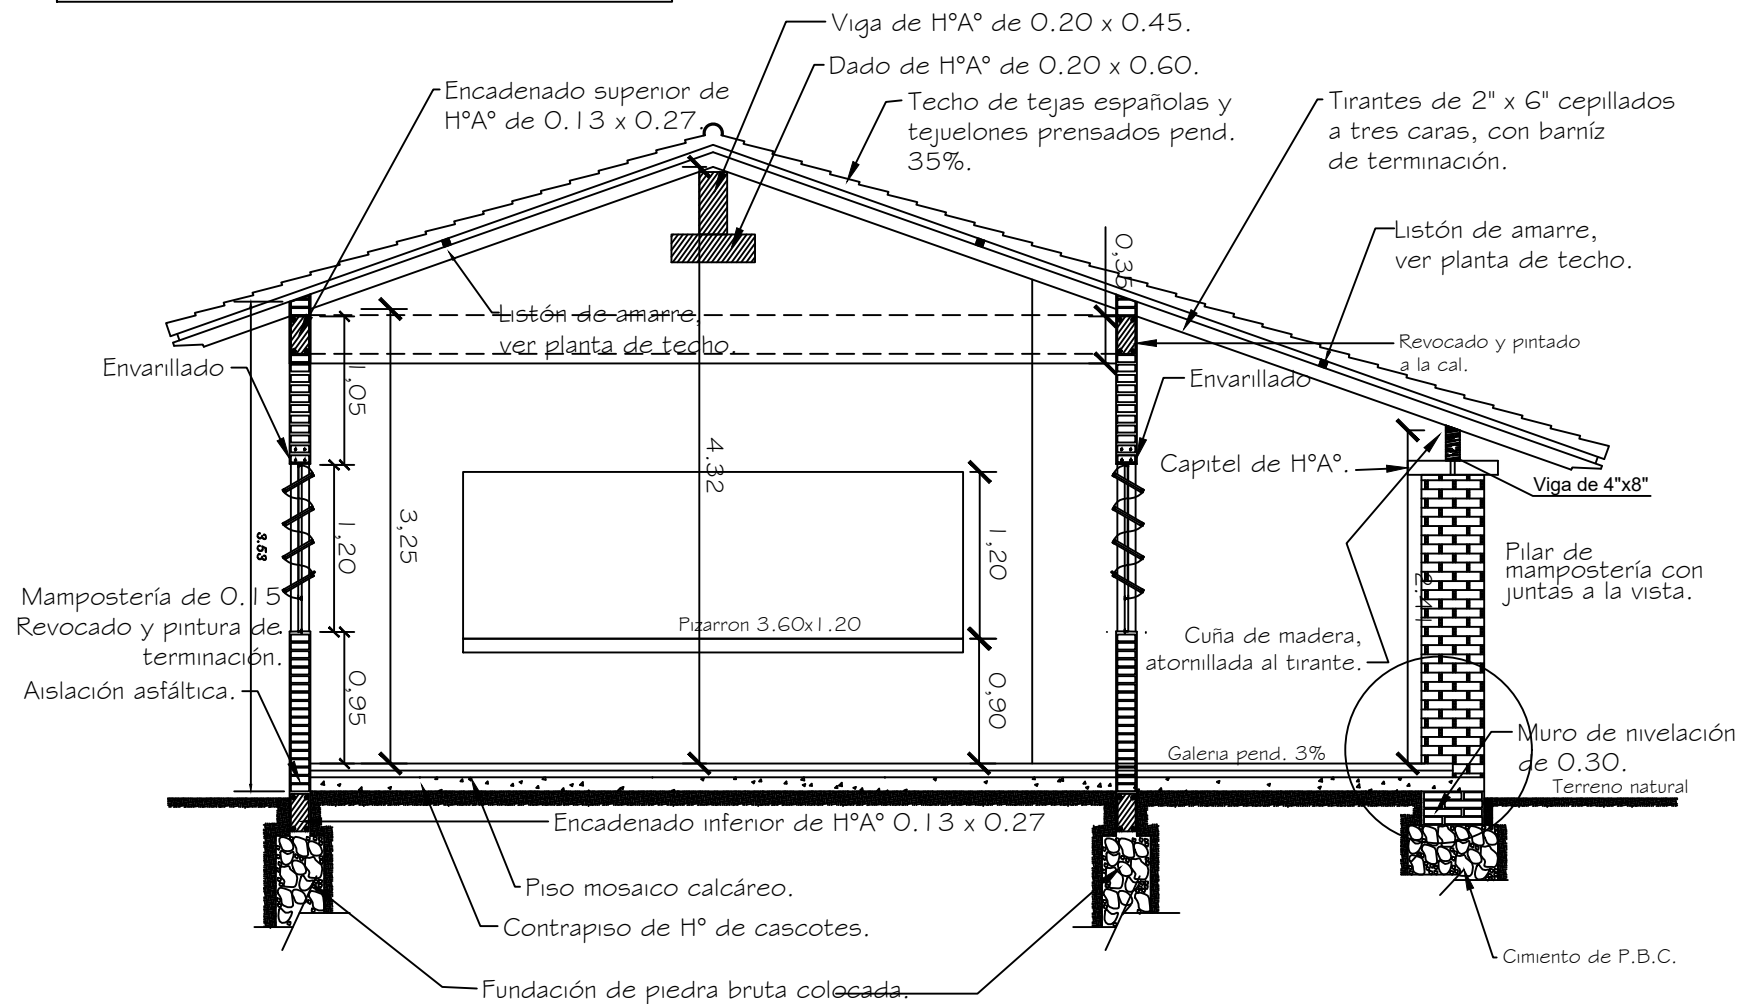 Viga de HºAº de 0.20 x 0.45.
Dado de HºAº de 0.20 x 0.60.
Encadenado superior de
HºAº de 0.13 x 0.27.
Techo de tejas españolas y
tejuelones prensados pend.
35%.
Tirantes de 2" x 6" cepillados
a tres caras, con barníz
de terminación.
Listón de amarre,
ver planta de techo.
0,35
Listón de amarre,
ver planta de techo.
Revocado y pintado
a la cal.
Envarillado
Envarillado
1,05
4.32
Capitel de HºAº.
Viga de 4"x8"
3,25
1,20
1,20
3.53
Pilar de
mampostería con
juntas a la vista.
Mampostería de 0.15
Revocado y pintura de
terminación.
Pizarron 3.60x1.20
Cuña de madera,
atornillada al tirante.
Aislación asfáltica.
0,95
0,90
Galeria pend. 3%
Muro de nivelación
de 0.30.
Terreno natural
Encadenado inferior de HºAº 0.13 x 0.27
Piso mosaico calcáreo.
Contrapiso de Hº de cascotes.
Cimiento de P.B.C.
Fundación de piedra bruta colocada.